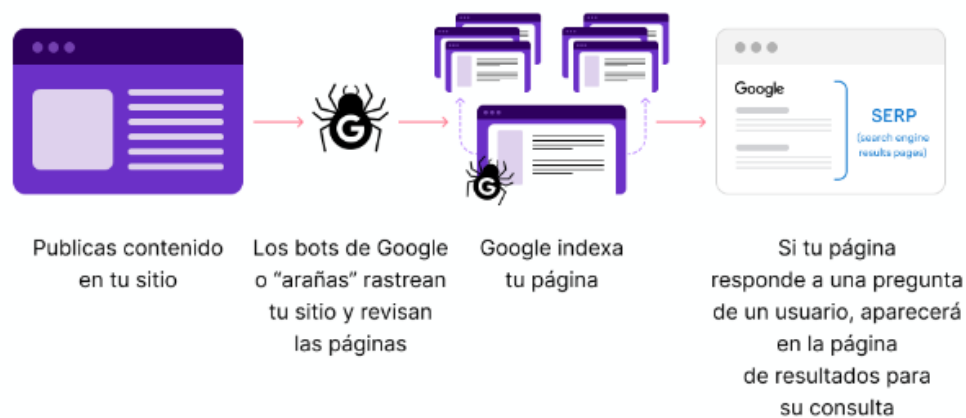 Google
SERP
(search engine
results pages)
G
G
Publicas contenido
en tu sitio
Los bots de Google
o “arañas” rastrean
tu sitio y revisan
las páginas
Google indexa
tu página
Si tu página
responde a una pregunta
de un usuario, aparecerá
en la página
de resultados para
su consulta